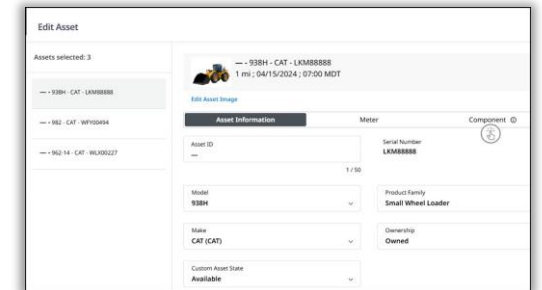 Edit Asset
Assets selected: 3
— - 938H - CAT - LKM88888
— - 982 - CAT - WFY00494
— - 962-14 - CAT - WLX00227
— - 938H - CAT - LKM88888
1 mi ; 04/15/2024 ; 07:00 MDT
Edit Asset Image
Asset Information Meter Component
Asset ID
—
1 / 50
Serial Number
LKM88888
Model
938H
Product Family
Small Wheel Loader
Make
CAT (CAT)
Ownership
Owned
Custom Asset State
Available